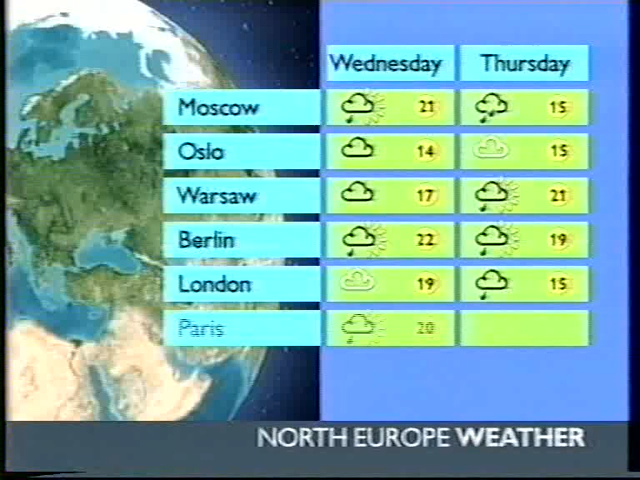 Wednesday Thursday
Moscow 21 15
Oslo 14 15
Warsaw 17 21
Berlin 22 19
London 19 15
Paris 20
NORTH EUROPE WEATHER